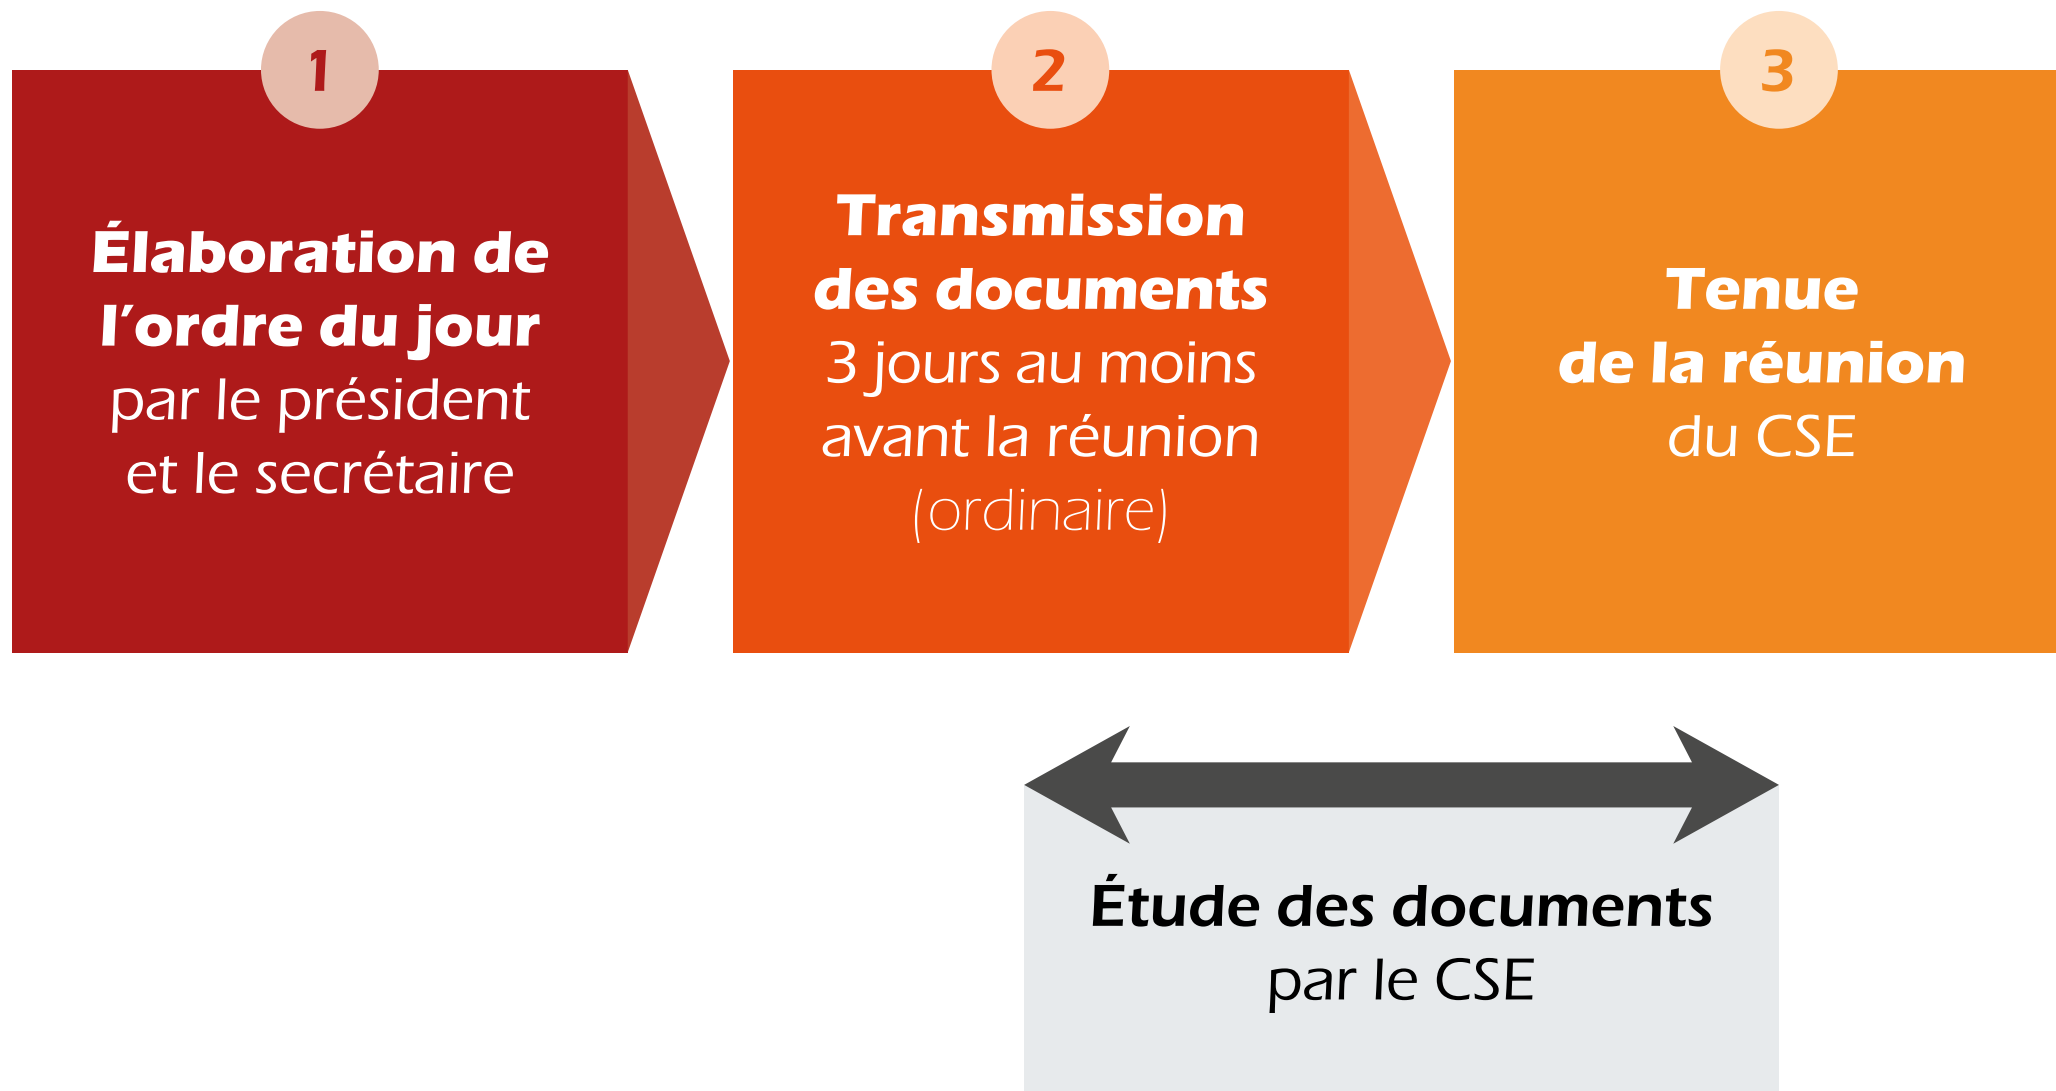 1
Élaboration de
l’ordre du jour
par le président
et le secrétaire
2
Transmission
des documents
3 jours au moins
avant la réunion
(ordinaire)
3
Tenue
de la réunion
du CSE
Étude des documents
par le CSE